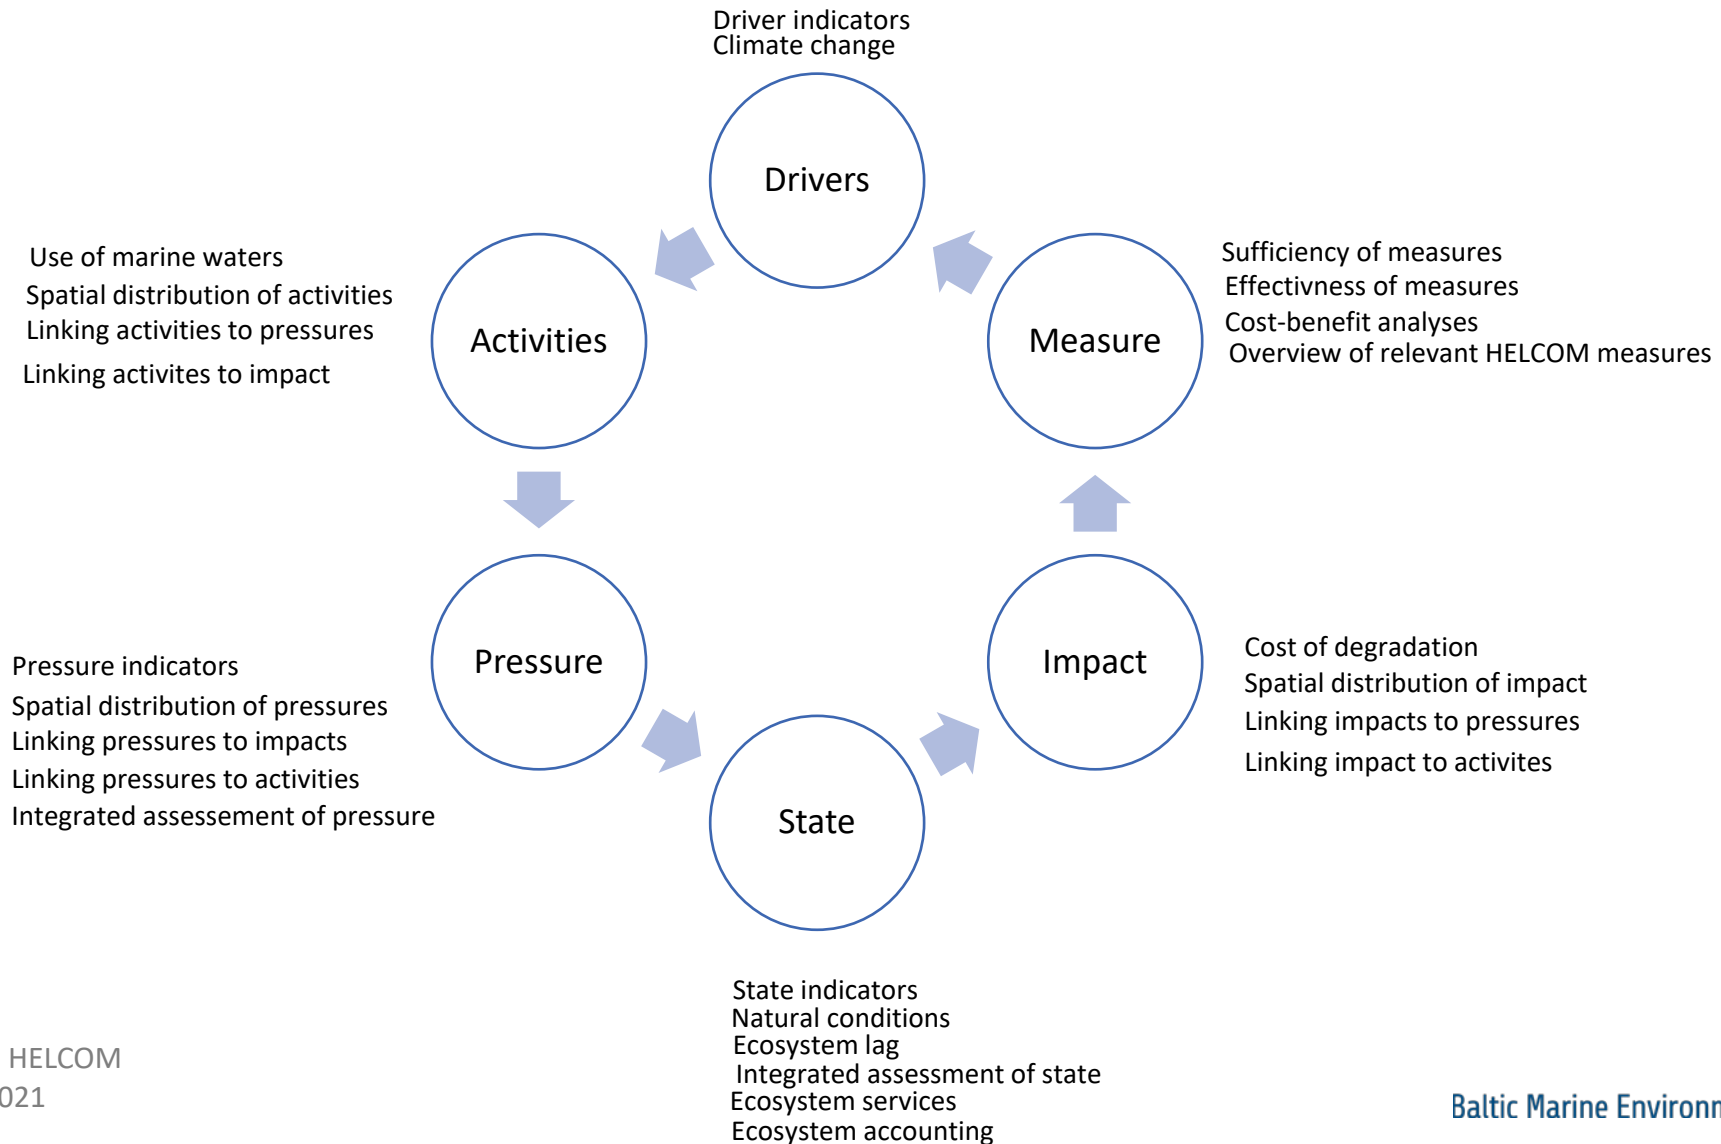 Driver indicators
Climate change
Drivers
Use of marine waters
Spatial distribution of activities
Linking activities to pressures
Linking activites to impact
Activities
Measure
Sufficiency of measures
Effectivness of measures
Cost-benefit analyses
Overview of relevant HELCOM measures
Pressure indicators
Spatial distribution of pressures
Linking pressures to impacts
Linking pressures to activities
Integrated assessement of pressure
Pressure
Impact
Cost of degradation
Spatial distribution of impact
Linking impacts to pressures
Linking impact to activites
State
State indicators
Natural conditions
Ecosystem lag
Integrated assessment of state
Ecosystem services
Ecosystem accounting
HELCOM
021
Baltic Marine Environ